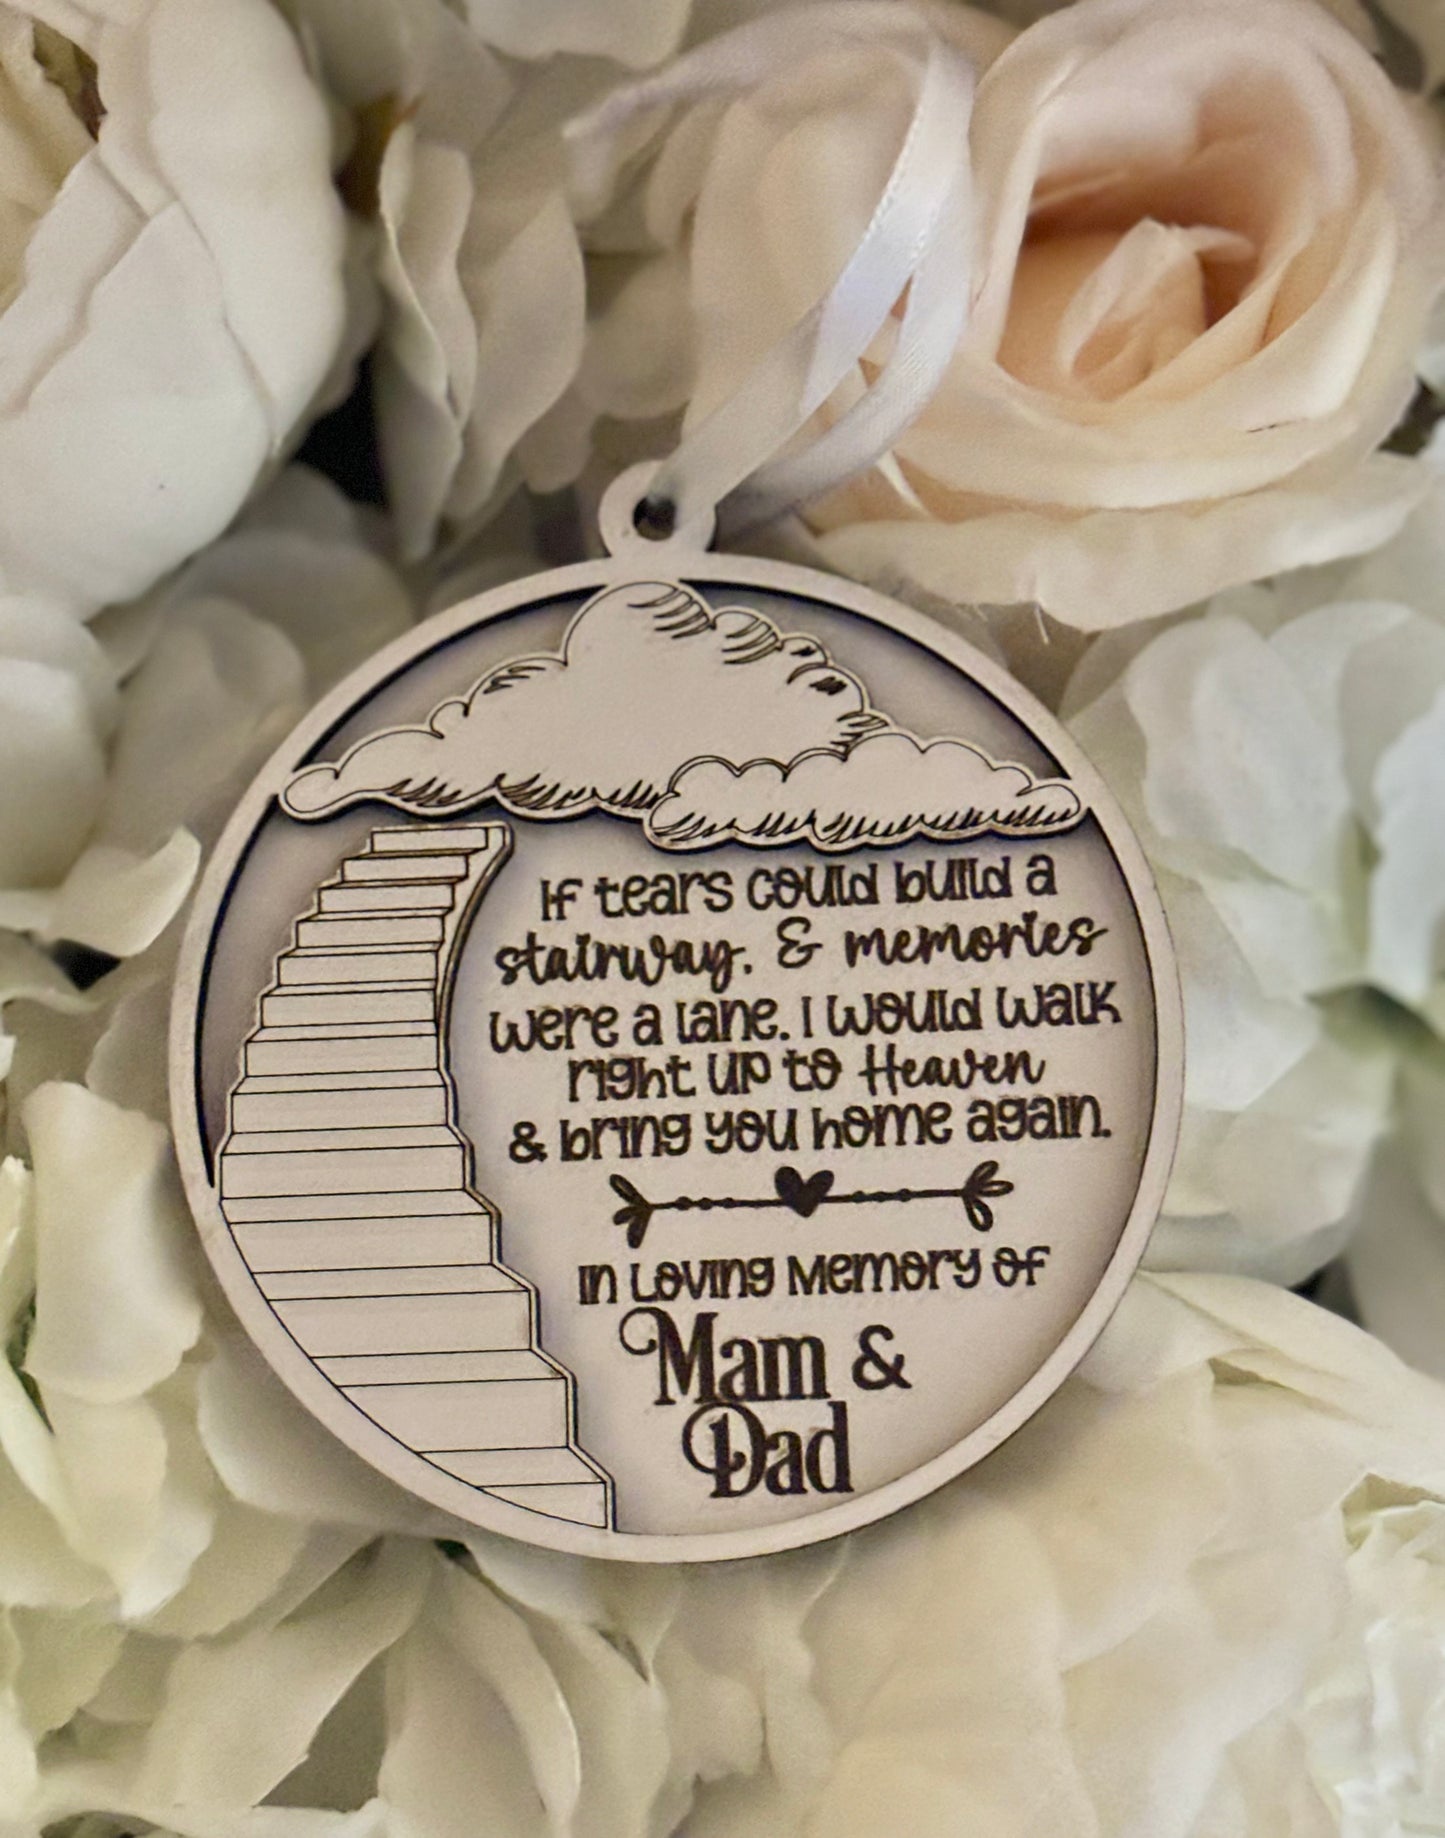 If tears could build a
stairway, & memories
were a lane. I would walk
right up to Heaven
& bring you home again.
In Loving Memory of
Mam &
Dad